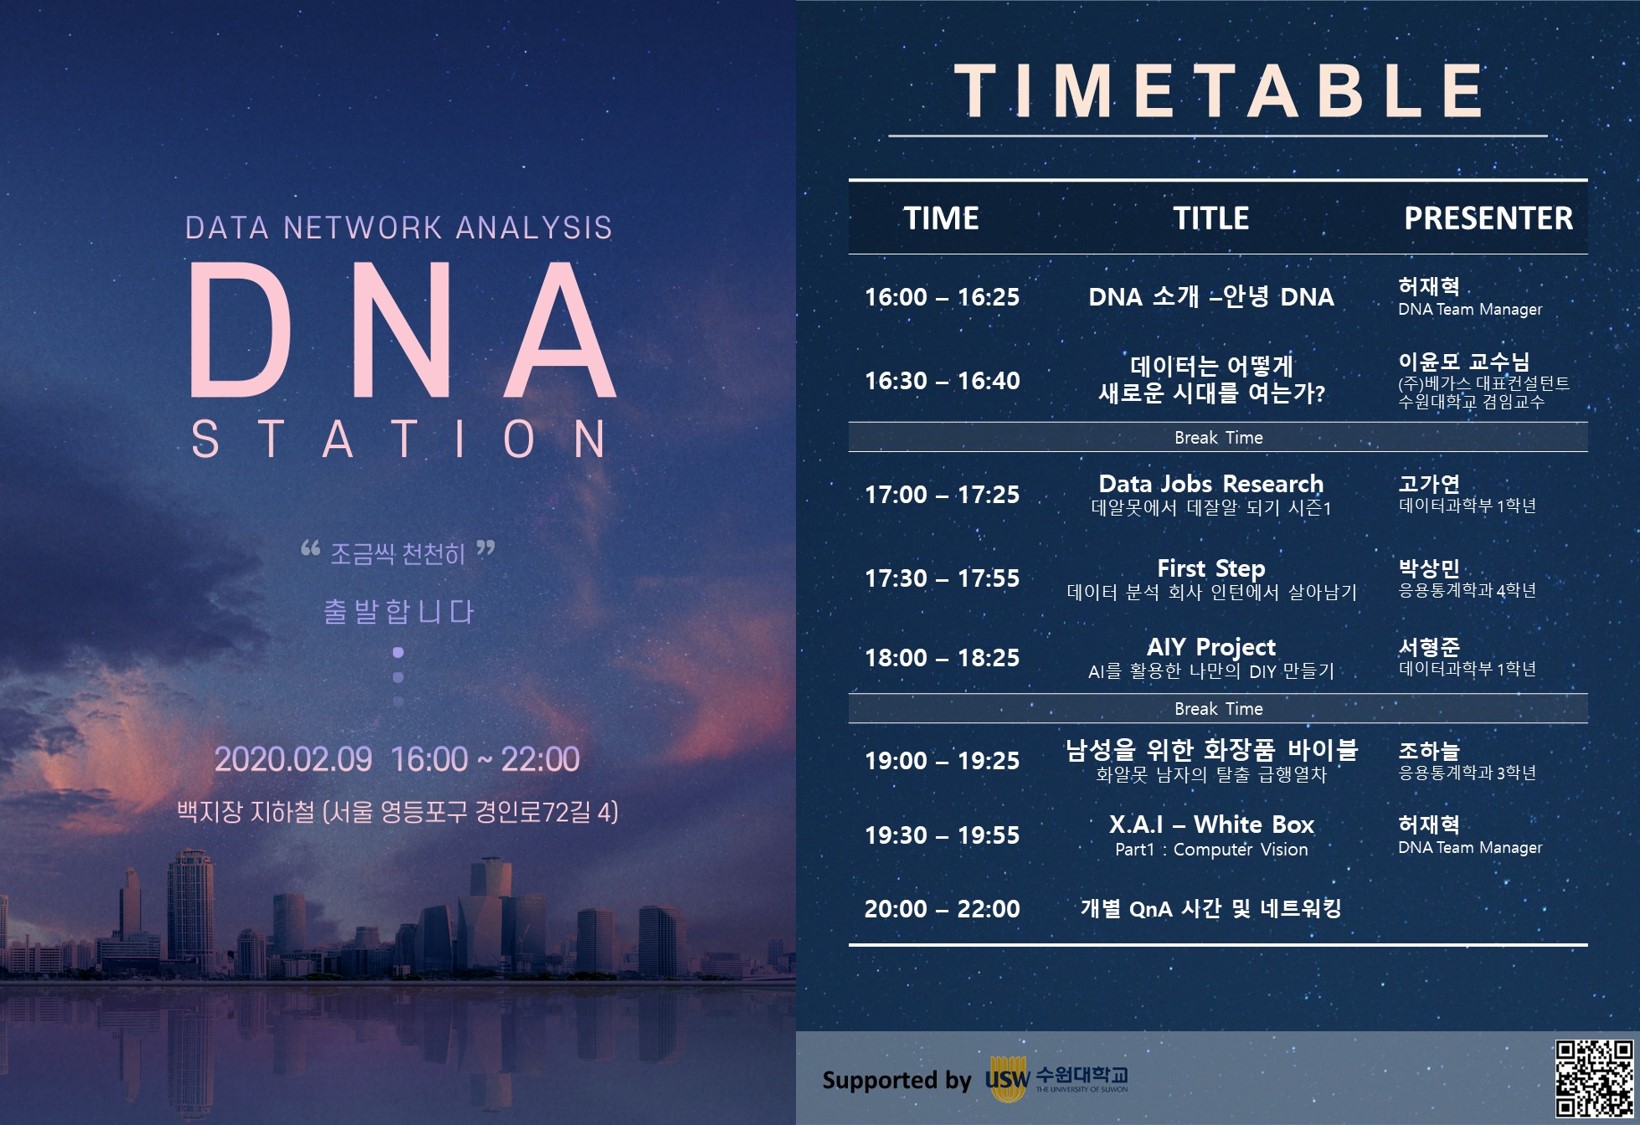 DATA NETWORK ANALYSIS
DNA
STATION
“ 조금씩 천천히 ”
출발합니다
2020.02.09 16:00 ~ 22:00
백지장 지하철 (서울 영등포구 경인로72길 4)
TIMETABLE
TIME TITLE PRESENTER
16:00 – 16:25 DNA 소개 –안녕 DNA 허재혁
DNA Team Manager
16:30 – 16:40 데이터는 어떻게
새로운 시대를 여는가? 이윤모 교수님
(주)베가스 대표컨설턴트
수원대학교 겸임교수
Break Time
17:00 – 17:25 Data Jobs Research 고가연
데알못에서 데잘알 되기 시즌1 데이터과학부 1학년
17:30 – 17:55 First Step 박상민
데이터 분석 회사 인턴에서 살아남기 응용통계학과 4학년
18:00 – 18:25 AIY Project 서형준
AI를 활용한 나만의 DIY 만들기 데이터과학부 1학년
Break Time
19:00 – 19:25 남성을 위한 화장품 바이블 조하늘
화알못 남자의 탈출 급행열차 응용통계학과 3학년
19:30 – 19:55 X.A.I – White Box 허재혁
Part1 : Computer Vision DNA Team Manager
20:00 – 22:00 개별 QnA 시간 및 네트워킹
Supported by USW 수원대학교
THE UNIVERSITY OF SUWON